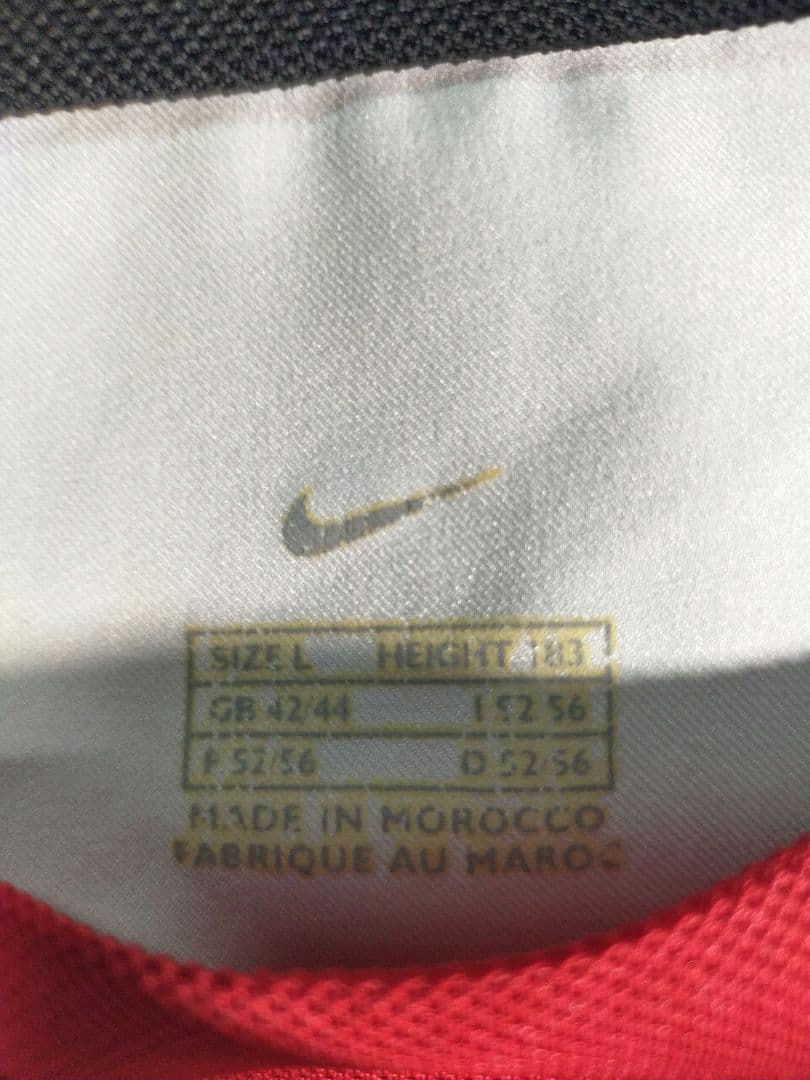 SIZE L HEIGHT 183
GB 42/44 I 52 56
F 52/56 D 52/56
MADE IN MOROCCO
FABRIQUE AU MAROC